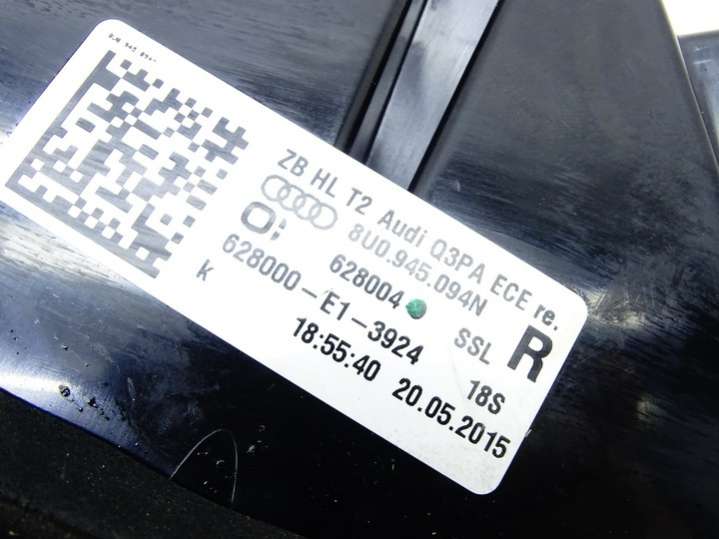 ZB HL T2 Audi Q3PA ECE re.
8U0.945.094N
628004 SSL R
628000-E1-3924 18S
k 18:55:40 20.05.2015